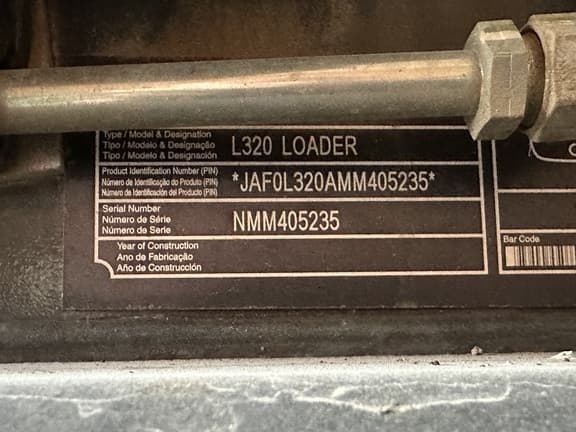 Type / Model & Designation
Tipo / Modelo & Designação
Tipo / Modelo & Designación
L320 LOADER
Product Identification Number (PIN)
Número de Identificação do Produto (PIN)
Número de Identificación del Producto (PIN)
*JAF0L320AMM405235*
Serial Number
Número de Série
Número de Serie
NMM405235
Year of Construction
Ano de Fabricação
Año de Construcción
Bar Code